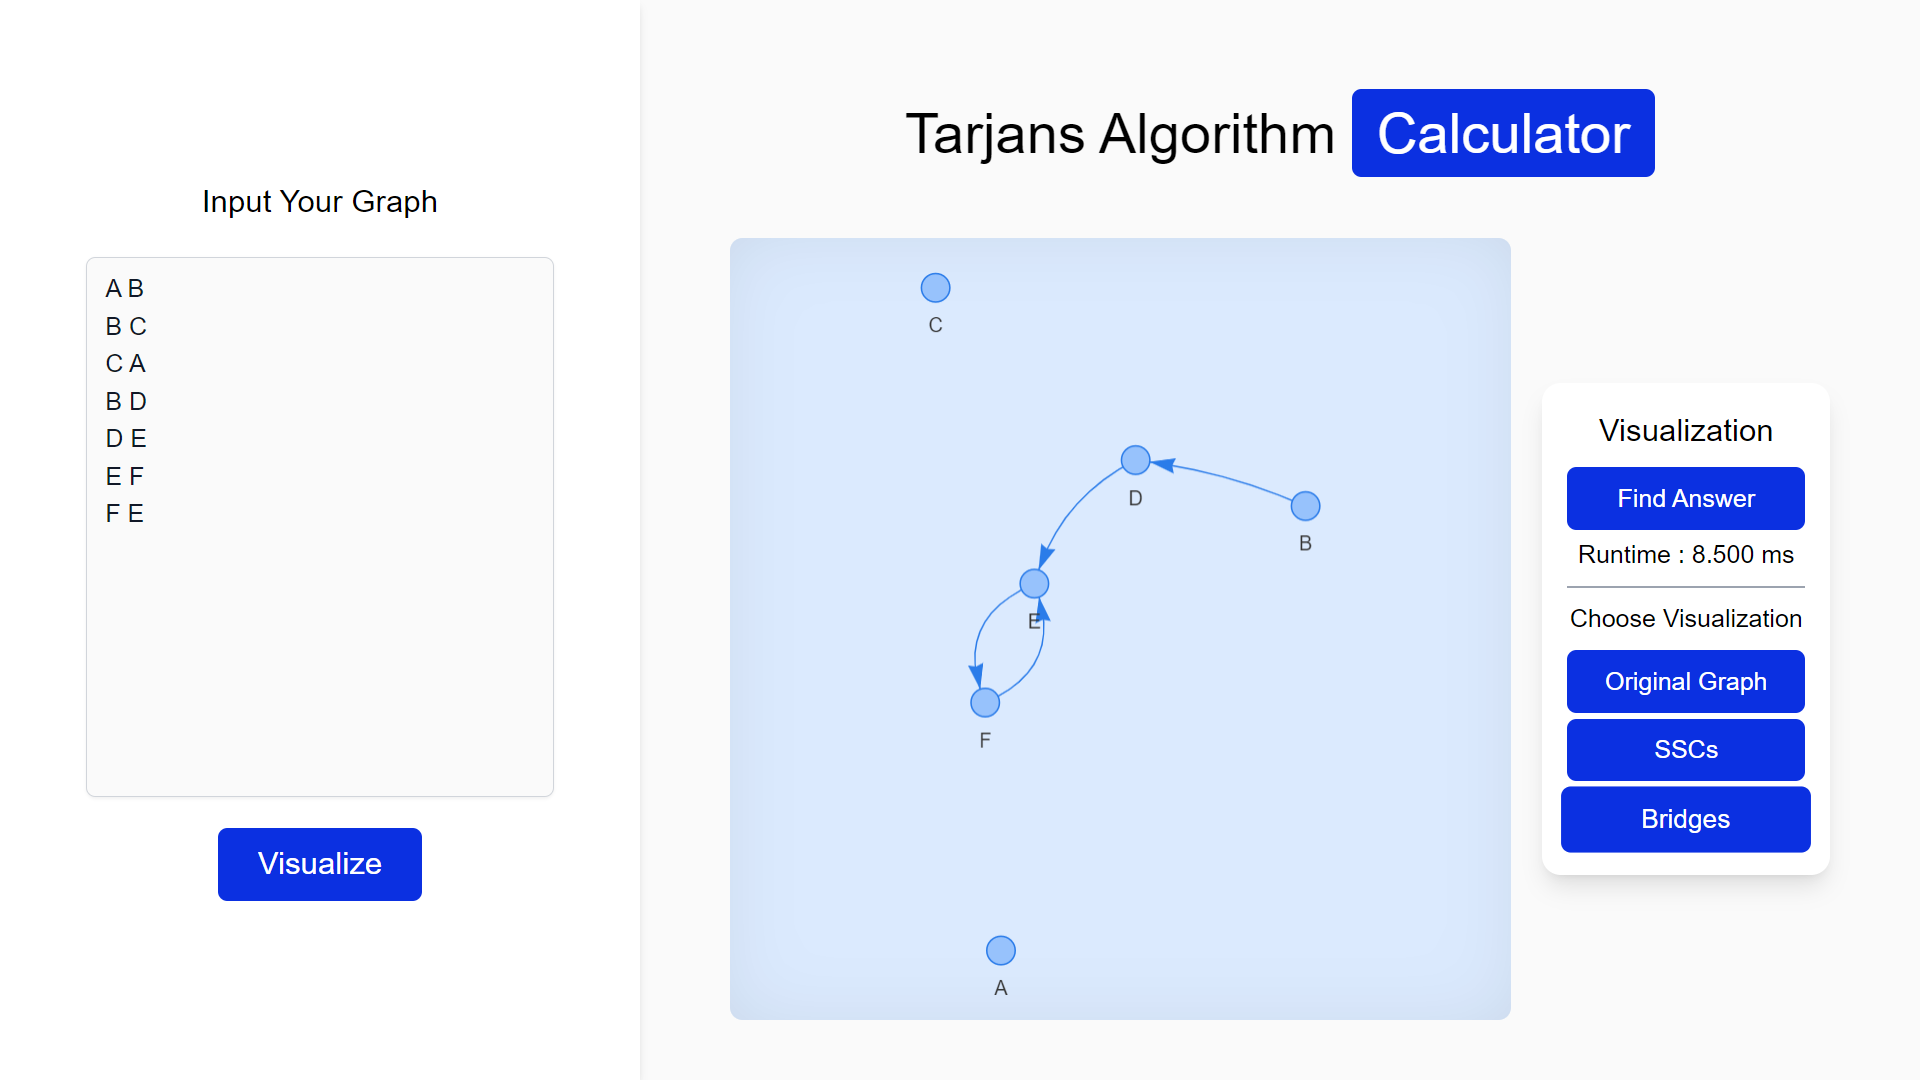 Input Your Graph
A B
B C
C A
B D
D E
E F
F E
Visualize
Tarjans Algorithm Calculator
C
D
B
E
F
A
Visualization
Find Answer
Runtime : 8.500 ms
Choose Visualization
Original Graph
SSCs
Bridges